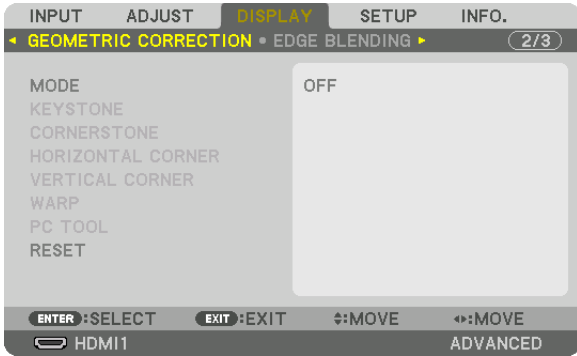 INPUT ADJUST DISPLAY SETUP INFO.
GEOMETRIC CORRECTION • EDGE BLENDING 2/3
MODE OFF
KEYSTONE
CORNERSTONE
HORIZONTAL CORNER
VERTICAL CORNER
WARP
PC TOOL
RESET
ENTER :SELECT EXIT :EXIT :MOVE :MOVE
HDMI1 ADVANCED